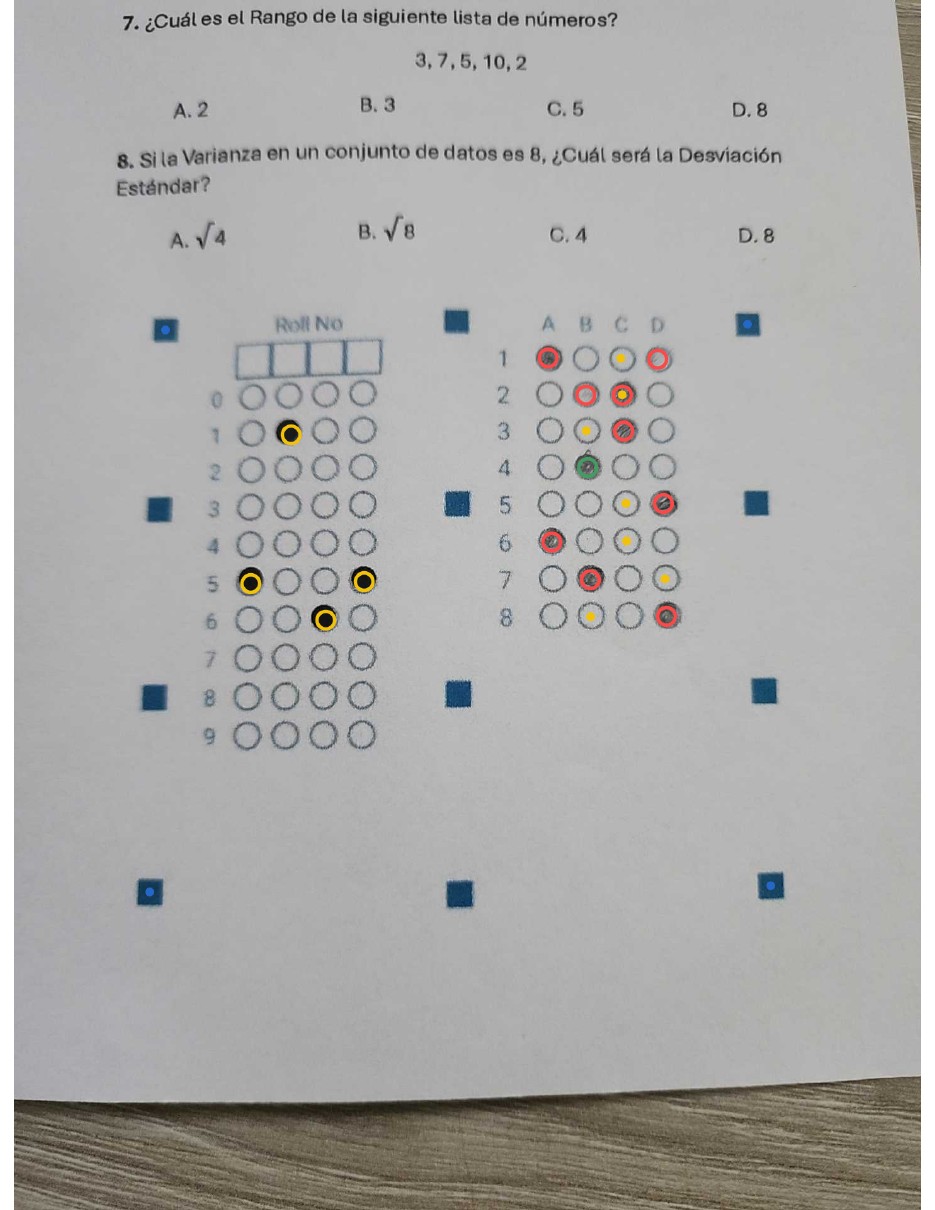 7. ¿Cuál es el Rango de la siguiente lista de números?
3, 7, 5, 10, 2
A. 2 B. 3 C. 5 D. 8
8. Si la Varianza en un conjunto de datos es 8, ¿Cuál será la Desviación
Estándar?
A. √4 B. √8 C. 4 D. 8
Roll No
0
1
2
3
4
5
6
7
8
9
A B C D
1
2
3
4
5
6
7
8